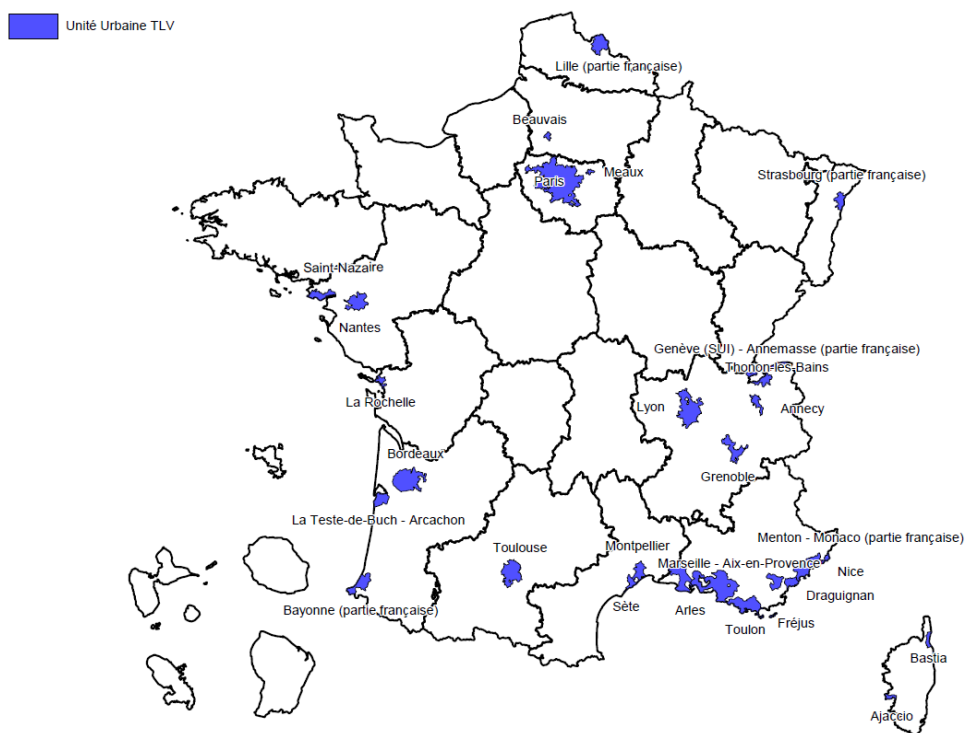 Unité Urbaine TLV
Lille (partie française)
Beauvais
Meaux
Paris
Strasbourg (partie française)
Saint-Nazaire
Nantes
Genève (SUI) - Annemasse (partie française)
Thonon-les-Bains
La Rochelle
Lyon
Annecy
Bordeaux
Grenoble
La Teste-de-Buch - Arcachon
Menton - Monaco (partie française)
Toulouse
Montpellier
Marseille - Aix-en-Provence
Nice
Draguignan
Bayonne (partie française)
Sète
Arles
Fréjus
Toulon
Bastia
Ajaccio